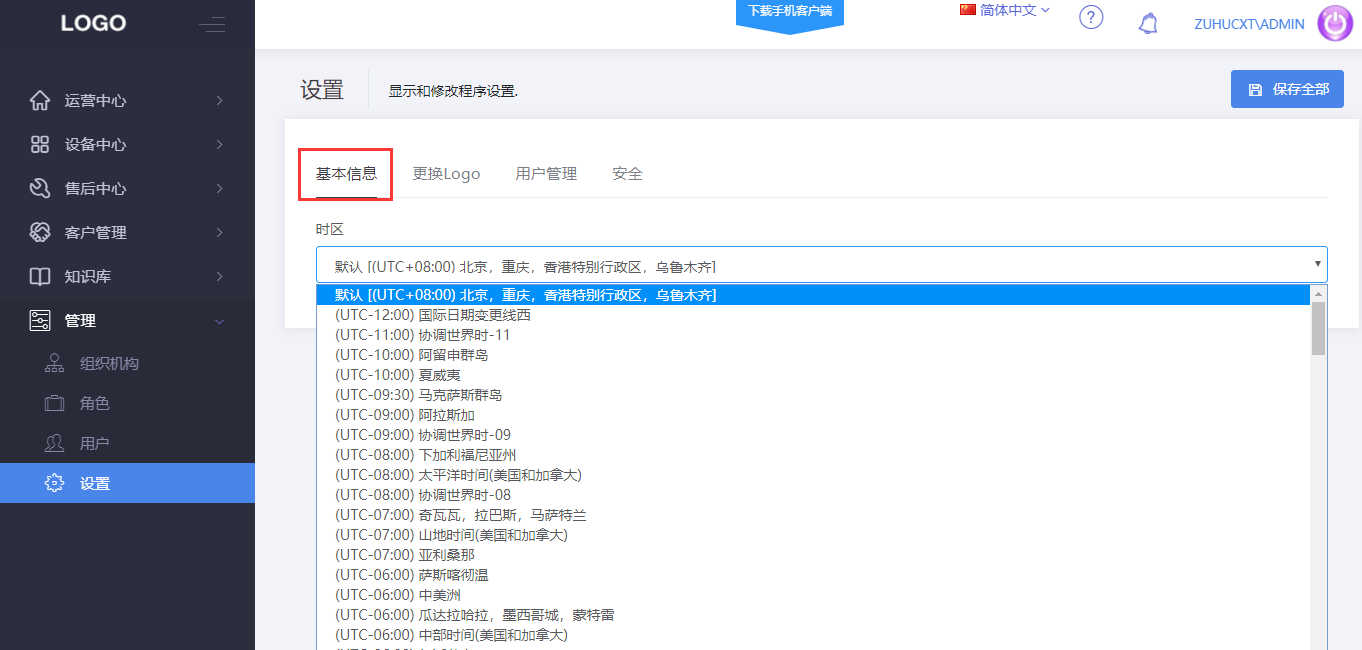 LOGO
下载手机客户端
简体中文
?
ZUHUCXT\ADMIN
运营中心
设备中心
售后中心
客户管理
知识库
管理
组织机构
角色
用户
设置
设置
显示和修改程序设置.
保存全部
基本信息
更换Logo
用户管理
安全
时区
默认 [(UTC+08:00) 北京，重庆，香港特别行政区，乌鲁木齐]
默认 [(UTC+08:00) 北京，重庆，香港特别行政区，乌鲁木齐]
(UTC-12:00) 国际日期变更线西
(UTC-11:00) 协调世界时-11
(UTC-10:00) 阿留申群岛
(UTC-10:00) 夏威夷
(UTC-09:30) 马克萨斯群岛
(UTC-09:00) 阿拉斯加
(UTC-09:00) 协调世界时-09
(UTC-08:00) 下加利福尼亚州
(UTC-08:00) 太平洋时间(美国和加拿大)
(UTC-08:00) 协调世界时-08
(UTC-07:00) 奇瓦瓦，拉巴斯，马萨特兰
(UTC-07:00) 山地时间(美国和加拿大)
(UTC-07:00) 亚利桑那
(UTC-06:00) 萨斯喀彻温
(UTC-06:00) 中美洲
(UTC-06:00) 瓜达拉哈拉，墨西哥城，蒙特雷
(UTC-06:00) 中部时间(美国和加拿大)